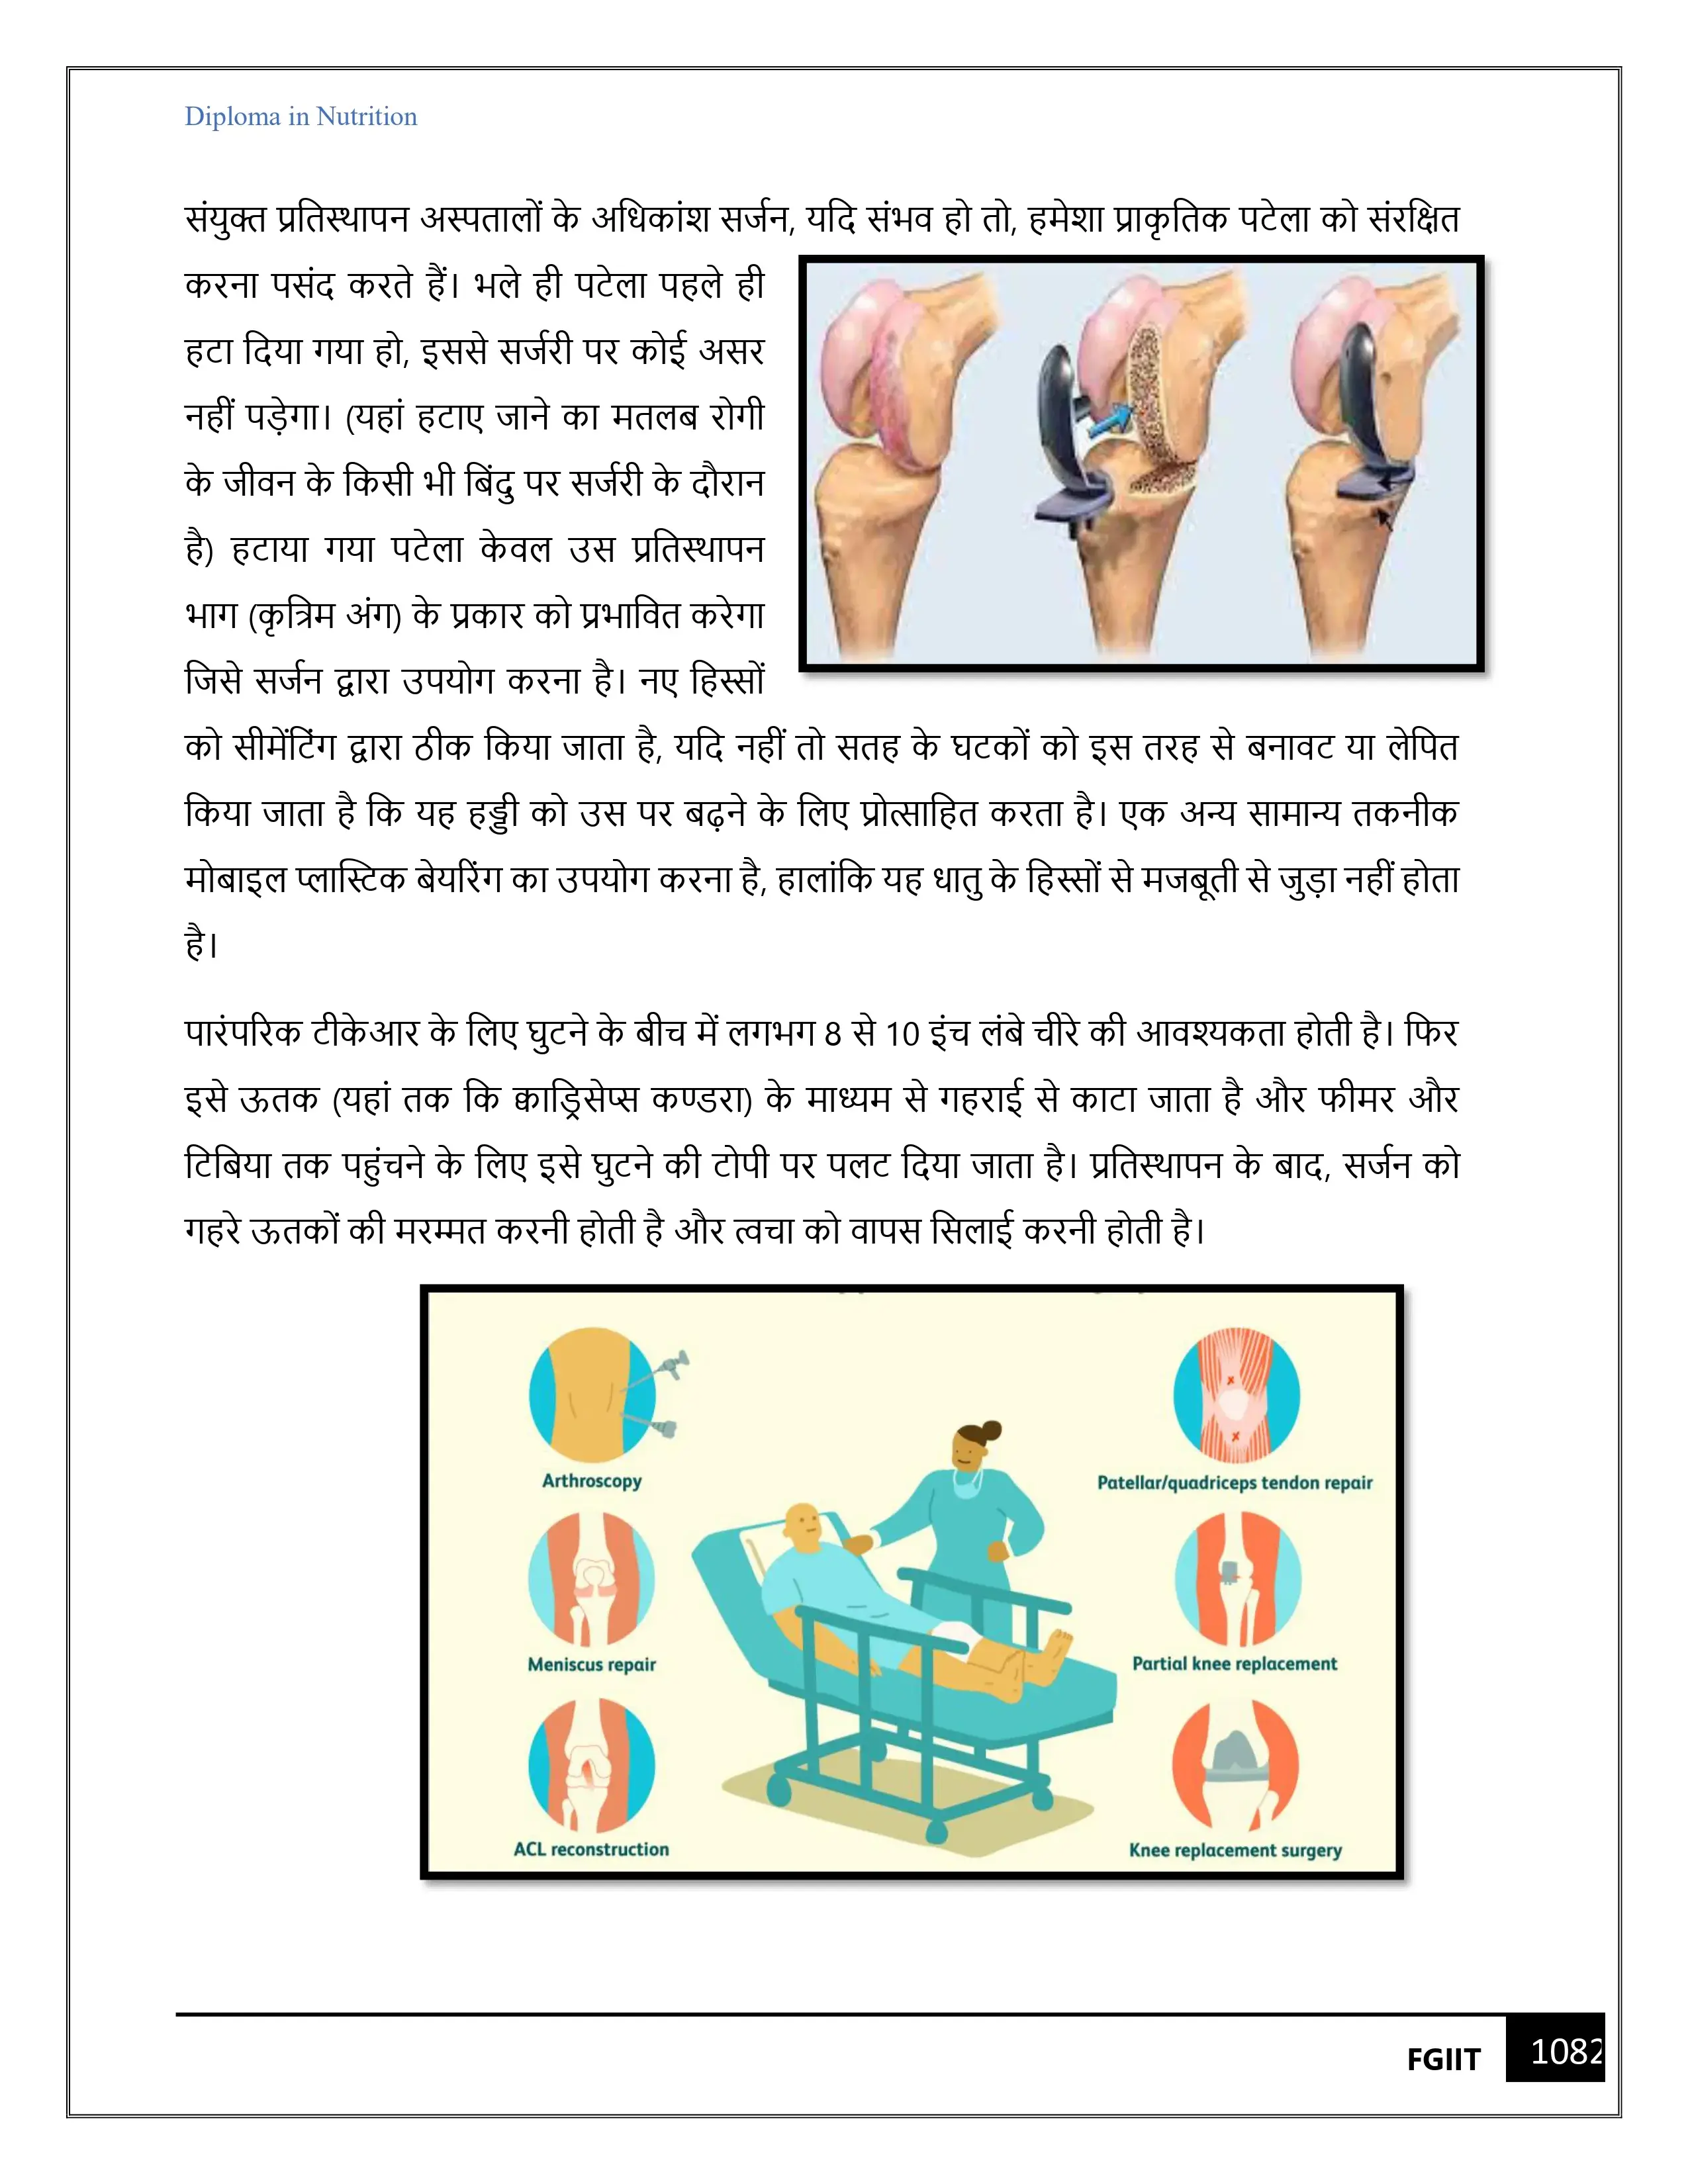 Diploma in Nutrition
संयुक्त प्रतिस्थापन अस्पतालों के अधिकांश सर्जन, यदि संभव हो तो, हमेशा प्राकृतिक पटेला को संरक्षित
करना पसंद करते हैं। भले ही पटेला पहले ही
हटा दिया गया हो, इससे सर्जरी पर कोई असर
नहीं पड़ेगा। (यहां हटाए जाने का मतलब रोगी
के जीवन के किसी भी बिंदु पर सर्जरी के दौरान
है) हटाया गया पटेला केवल उस प्रतिस्थापन
भाग (कृत्रिम अंग) के प्रकार को प्रभावित करेगा
जिसे सर्जन द्वारा उपयोग करना है। नए हिस्सों
को सीमेंटिंग द्वारा ठीक किया जाता है, यदि नहीं तो सतह के घटकों को इस तरह से बनावट या लेपित
किया जाता है कि यह हड्डी को उस पर बढ़ने के लिए प्रोत्साहित करता है। एक अन्य सामान्य तकनीक
मोबाइल प्लास्टिक बेयरिंग का उपयोग करना है, हालांकि यह धातु के हिस्सों से मजबूती से जुड़ा नहीं होता
है।
पारंपरिक टीकेआर के लिए घुटने के बीच में लगभग 8 से 10 इंच लंबे चीरे की आवश्यकता होती है। फिर
इसे ऊतक (यहां तक कि क्वाड्रिसेप्स कण्डरा) के माध्यम से गहराई से काटा जाता है और फीमर और
टिबिया तक पहुंचने के लिए इसे घुटने की टोपी पर पलट दिया जाता है। प्रतिस्थापन के बाद, सर्जन को
गहरे ऊतकों की मरम्मत करनी होती है और त्वचा को वापस सिलाई करनी होती है।
Arthroscopy
Patellar/quadriceps tendon repair
Meniscus repair
Partial knee replacement
ACL reconstruction
Knee replacement surgery
FGIIT
1082